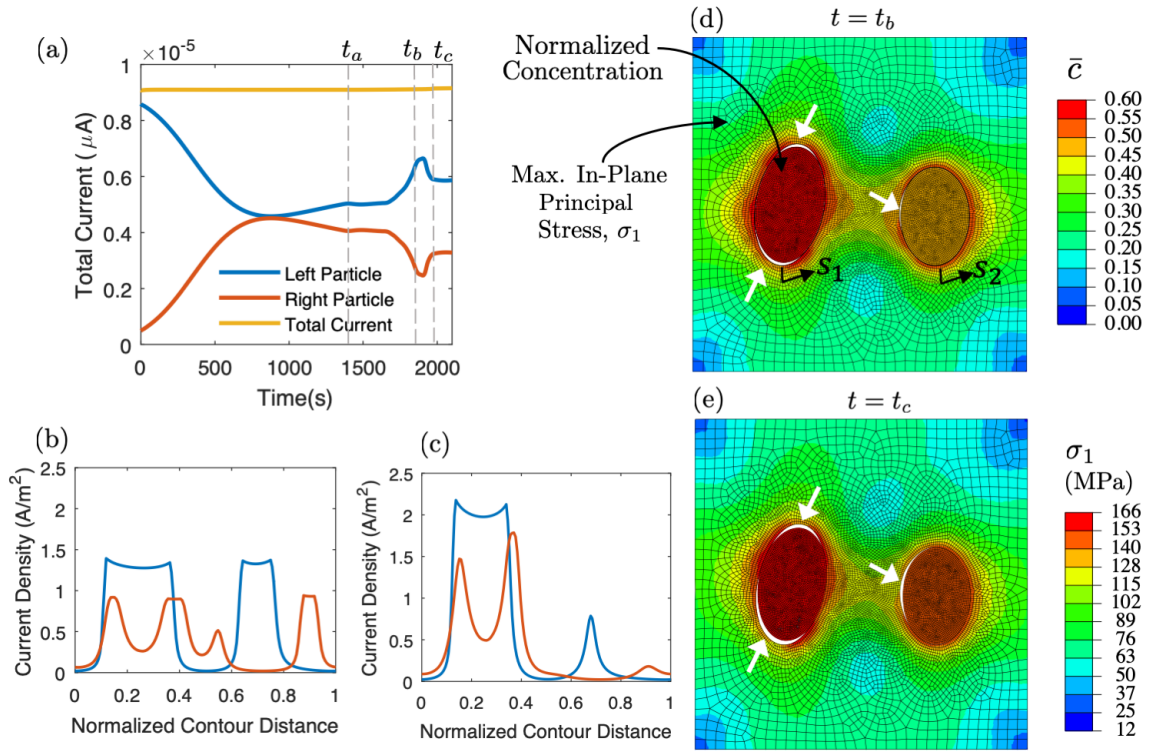 (a)
×10⁻⁵
t_a
t_b
t_c
1
0.8
0.6
0.4
0.2
0
Total Current ( μA)
Left Particle
Right Particle
Total Current
0
500
1000
1500
2000
Time(s)
(b)
2.5
2
1.5
1
0.5
0
Current Density (A/m²)
0
0.2
0.4
0.6
0.8
1
Normalized Contour Distance
(c)
2.5
2
1.5
1
0.5
0
Current Density (A/m²)
0
0.2
0.4
0.6
0.8
1
Normalized Contour Distance
(d)
t = t_b
Normalized
Concentration
Max. In-Plane
Principal
Stress, σ₁
s₁
s₂
c̄
0.60
0.55
0.50
0.45
0.40
0.35
0.30
0.25
0.20
0.15
0.10
0.05
0.00
(e)
t = t_c
σ₁
(MPa)
166
153
140
128
115
102
89
76
63
50
37
25
12